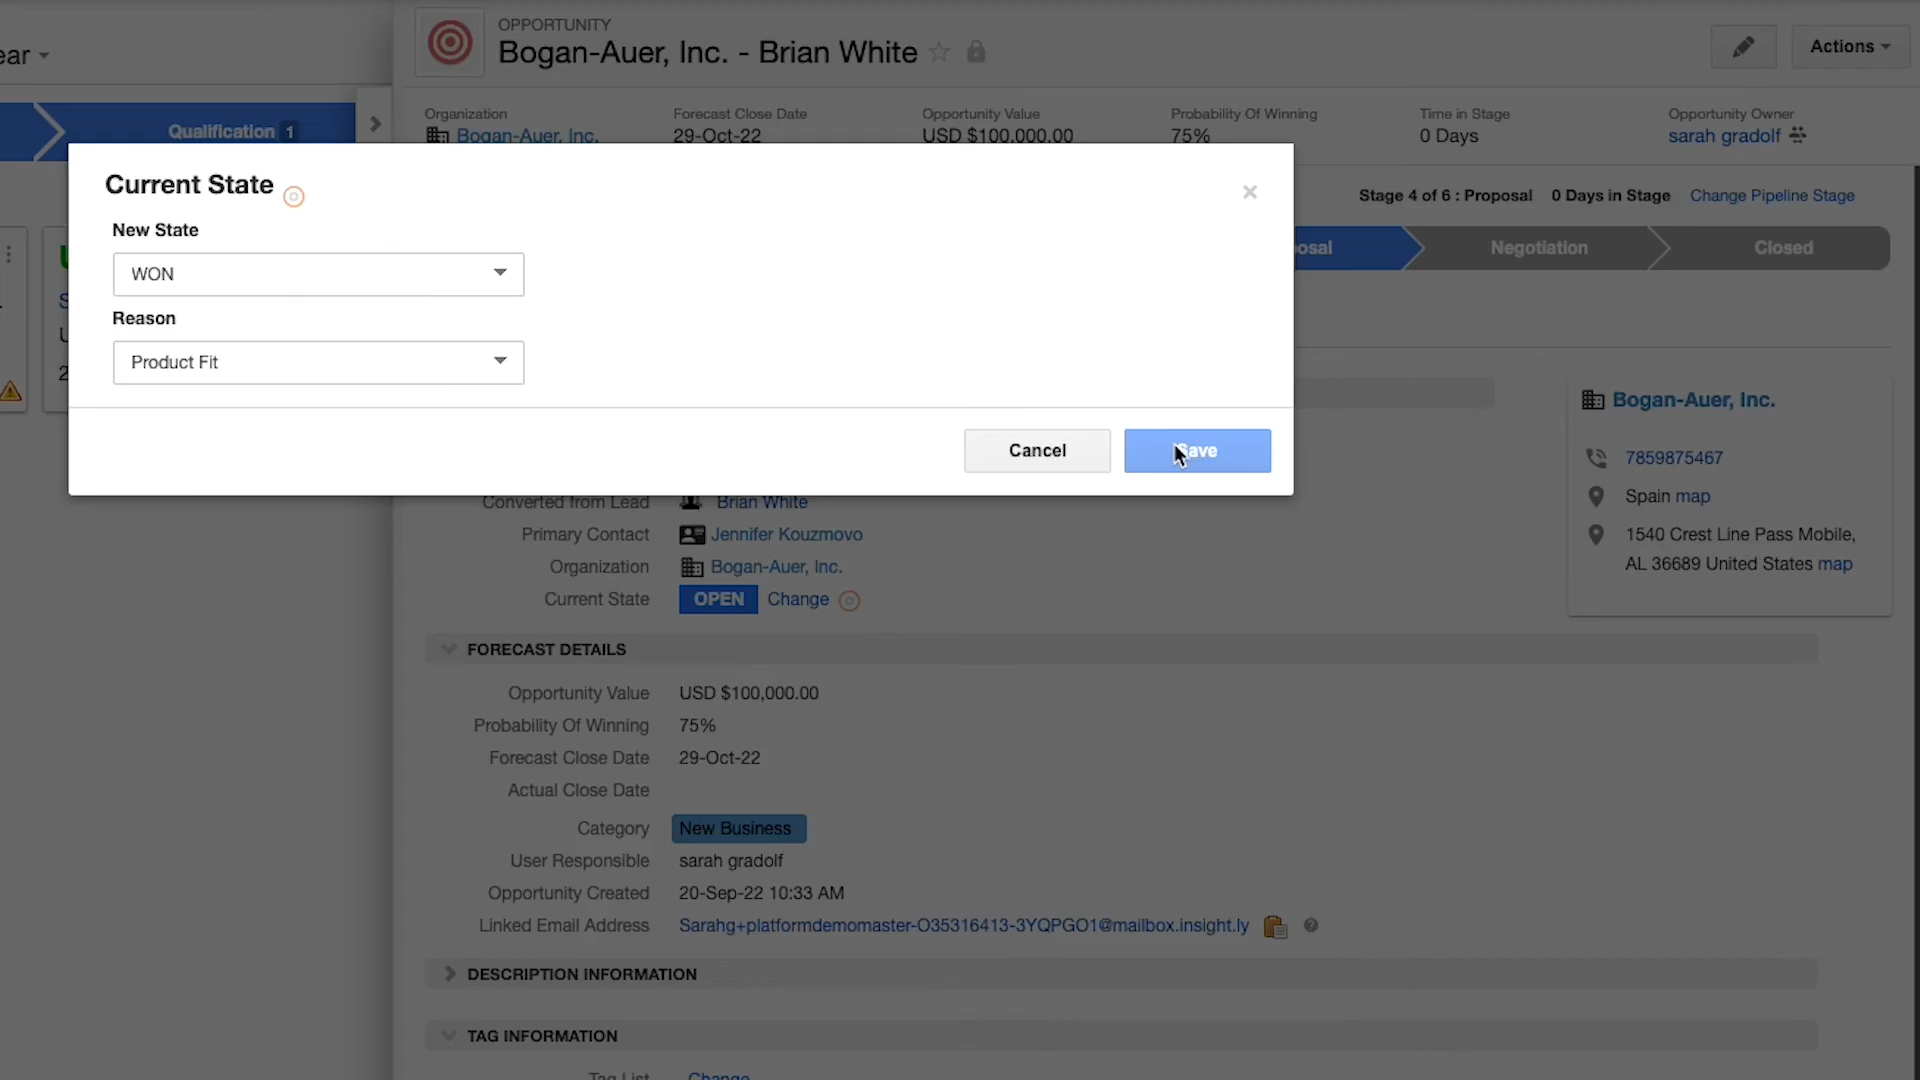 OPPORTUNITY
Bogan-Auer, Inc. - Brian White
Actions
Qualification 1
Organization
Bogan-Auer, Inc.
Forecast Close Date
29-Oct-22
Opportunity Value
USD $100,000.00
Probability Of Winning
75%
Time in Stage
0 Days
Opportunity Owner
sarah gradolf
Current State
New State
WON
Reason
Product Fit
Cancel
Save
Stage 4 of 6 : Proposal 0 Days in Stage Change Pipeline Stage
osal Negotiation Closed
Converted from Lead Brian White
Primary Contact Jennifer Kouzmovo
Organization Bogan-Auer, Inc.
Current State OPEN Change
FORECAST DETAILS
Opportunity Value USD $100,000.00
Probability Of Winning 75%
Forecast Close Date 29-Oct-22
Actual Close Date
Category New Business
User Responsible sarah gradolf
Opportunity Created 20-Sep-22 10:33 AM
Linked Email Address Sarahg+platformdemomaster-O35316413-3YQPGO1@mailbox.insight.ly
DESCRIPTION INFORMATION
TAG INFORMATION
Tag List Change
Bogan-Auer, Inc.
7859875467
Spain map
1540 Crest Line Pass Mobile,
AL 36689 United States map